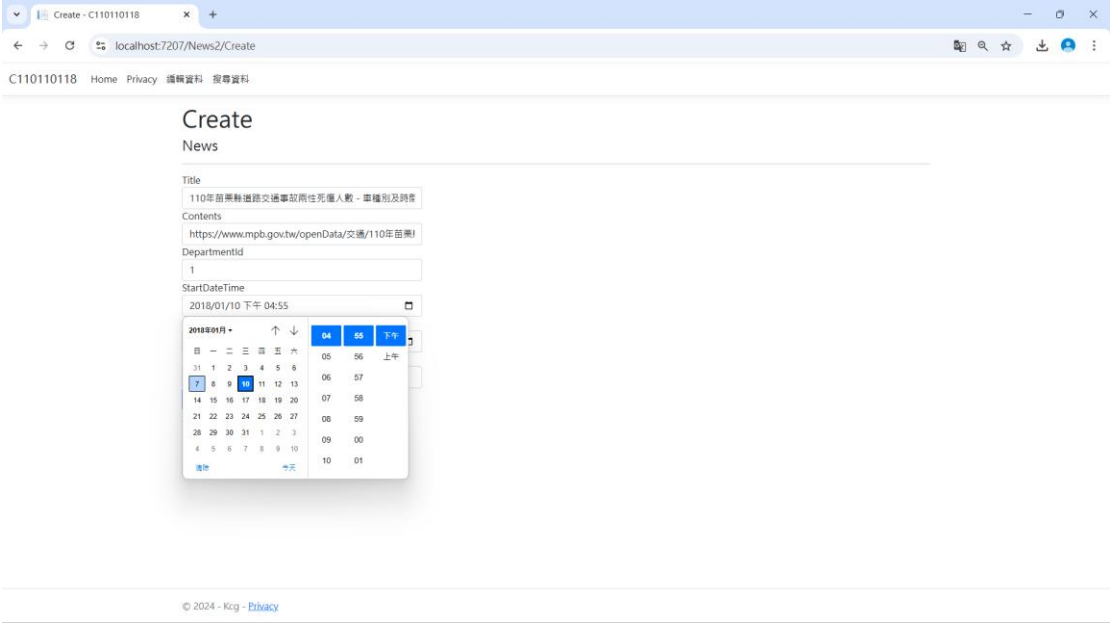 Create - C110110118
localhost:7207/News2/Create
C110110118 Home Privacy 編輯資料 搜尋資料
Create
News
Title
110年苗栗縣道路交通事故兩性死傷人數 - 車種別及時
Contents
https://www.mpb.gov.tw/openData/交通/110年苗栗
DepartmentId
1
StartDateTime
2018/01/10 下午 04:55
2018年01月
04 55 下午
日 一 二 三 四 五 六
05 56 上午
31 1 2 3 4 5 6
06 57
7 8 9 10 11 12 13
14 15 16 17 18 19 20
07 58
21 22 23 24 25 26 27
08 59
28 29 30 31 1 2 3
09 00
4 5 6 7 8 9 10
10 01
清除 今天
© 2024 - Kcg - Privacy